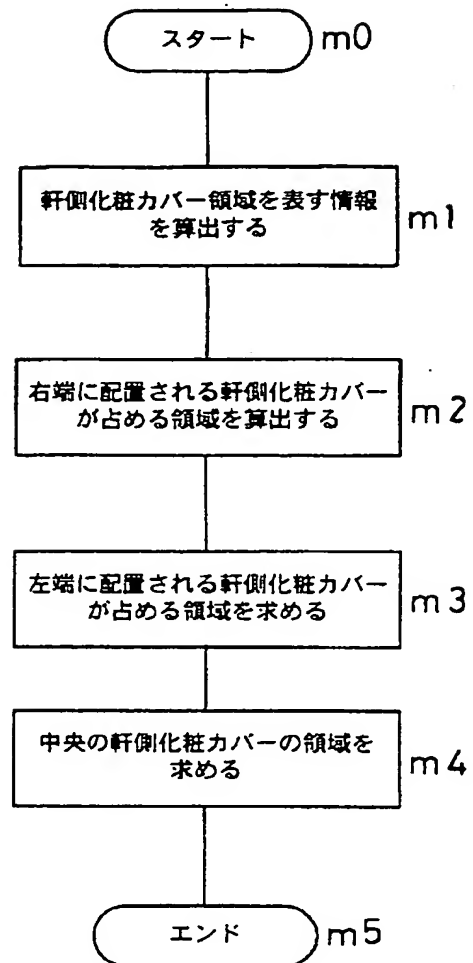 スタート m0
軒側化粧カバー領域を表す情報
を算出する
m1
右端に配置される軒側化粧カバー
が占める領域を算出する
m2
左端に配置される軒側化粧カバー
が占める領域を求める
m3
中央の軒側化粧カバーの領域を
求める
m4
エンド m5